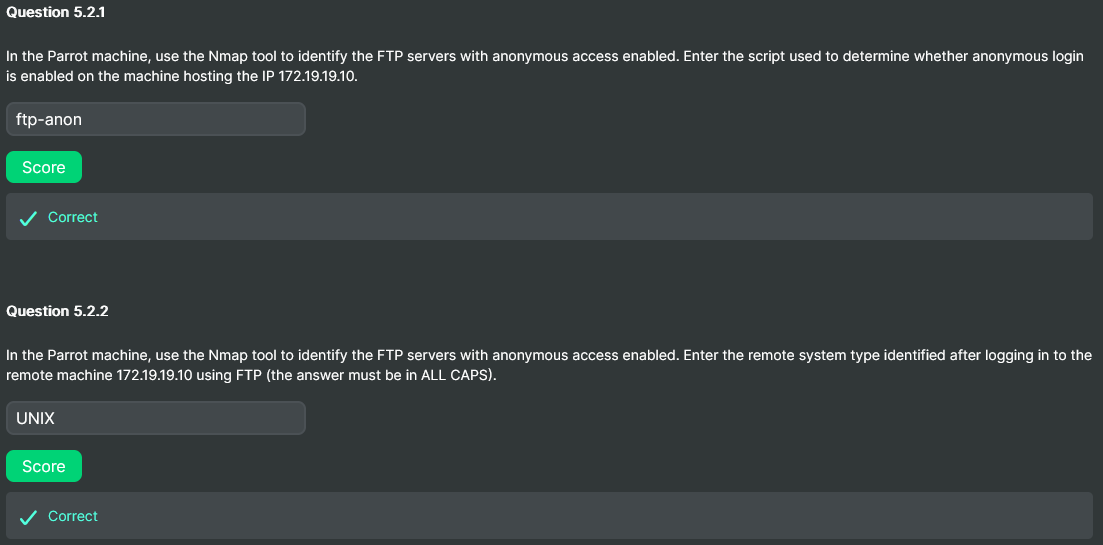 Question 5.2.1
In the Parrot machine, use the Nmap tool to identify the FTP servers with anonymous access enabled. Enter the script used to determine whether anonymous login
is enabled on the machine hosting the IP 172.19.19.10.
ftp-anon
Score
Correct
Question 5.2.2
In the Parrot machine, use the Nmap tool to identify the FTP servers with anonymous access enabled. Enter the remote system type identified after logging in to the
remote machine 172.19.19.10 using FTP (the answer must be in ALL CAPS).
UNIX
Score
Correct